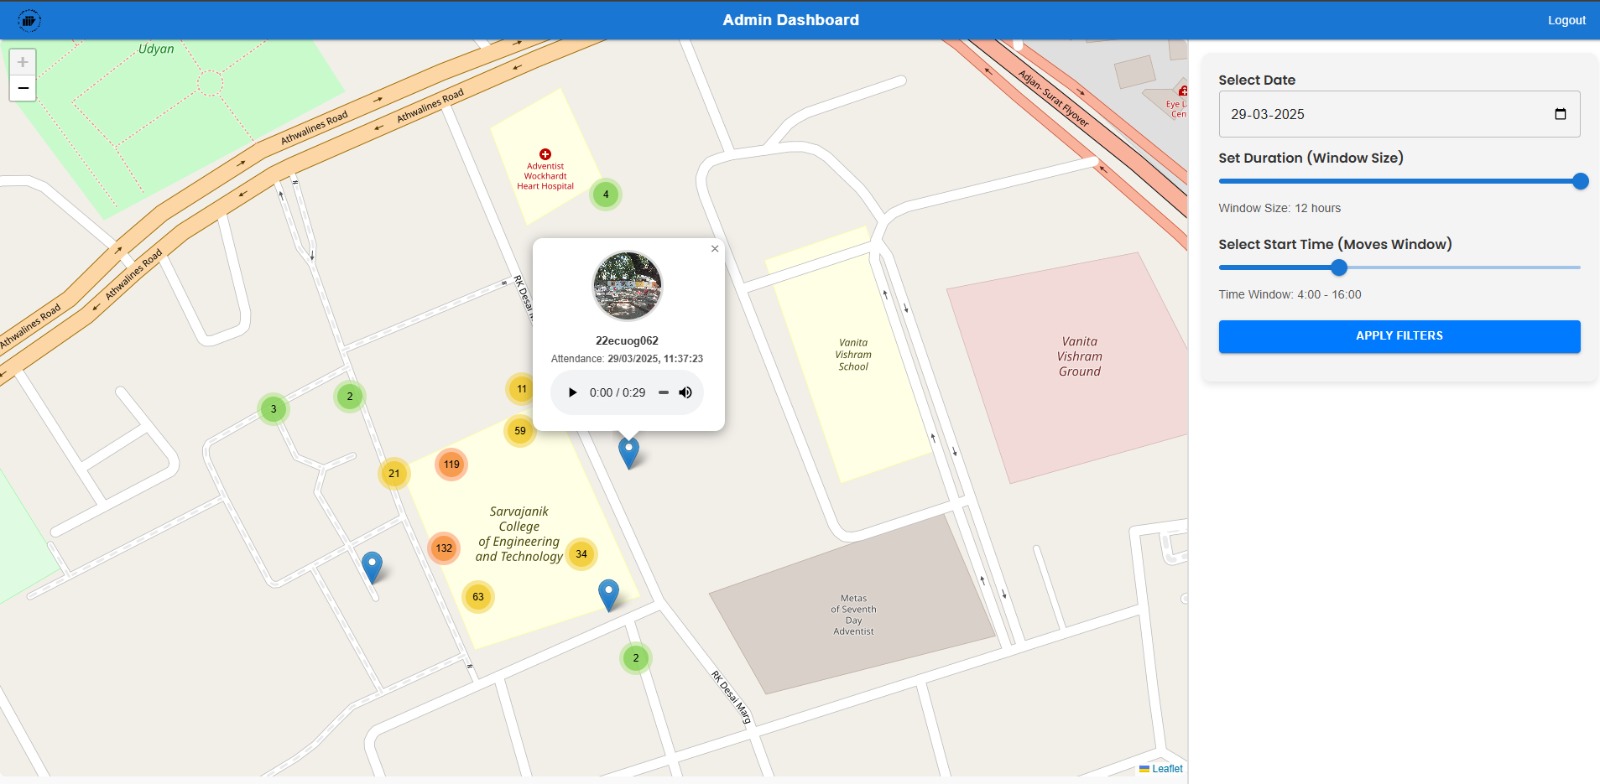 Admin Dashboard
Logout
+
−
Udyan
Athwalines Road
Athwalines Road
Athwalines Road
Athwalines Road
Athwalines Road
Adventist
Wockhardt
Heart Hospital
4
Adjan- Surat Flyover
Eye
Cen
RK Desai
×
22ecuog062
Attendance: 29/03/2025, 11:37:23
0:00 / 0:29
3
2
11
59
21
119
132
34
63
2
Sarvajanik
College
of Engineering
and Technology
Vanita
Vishram
School
Vanita
Vishram
Ground
Metas
of Seventh
Day
Adventist
RK Desai Marg
Leaflet
Select Date
29-03-2025
Set Duration (Window Size)
Window Size: 12 hours
Select Start Time (Moves Window)
Time Window: 4:00 - 16:00
APPLY FILTERS